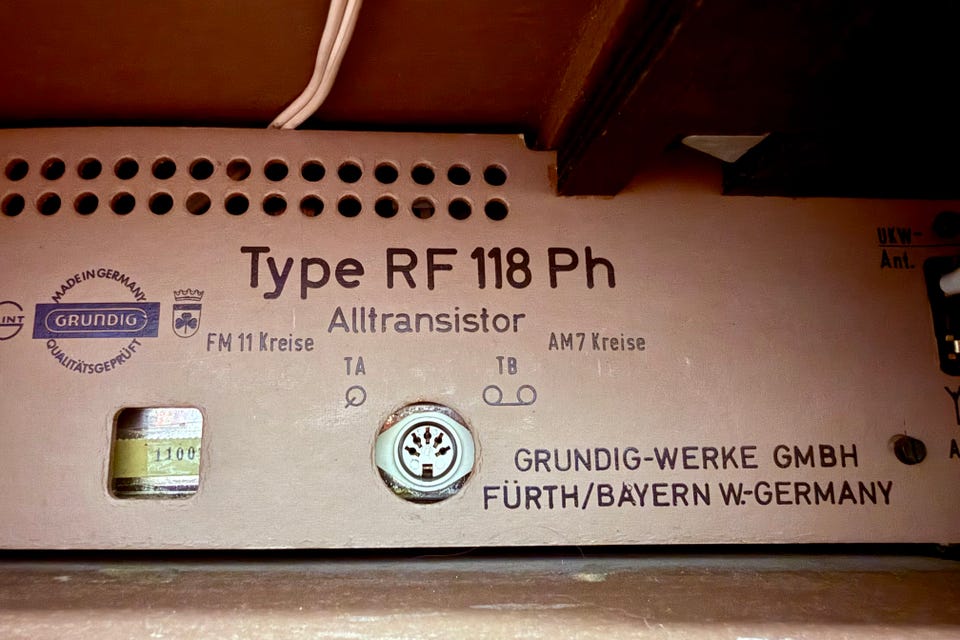 Type RF 118 Ph
Alltransistor
FM 11 Kreise
AM 7 Kreise
TA
TB
INT
MADE IN GERMANY
GRUNDIG
QUALITÄTSGEPRÜFT
1100
GRUNDIG-WERKE GMBH
FÜRTH/BAYERN W.-GERMANY
UKW-
Ant.